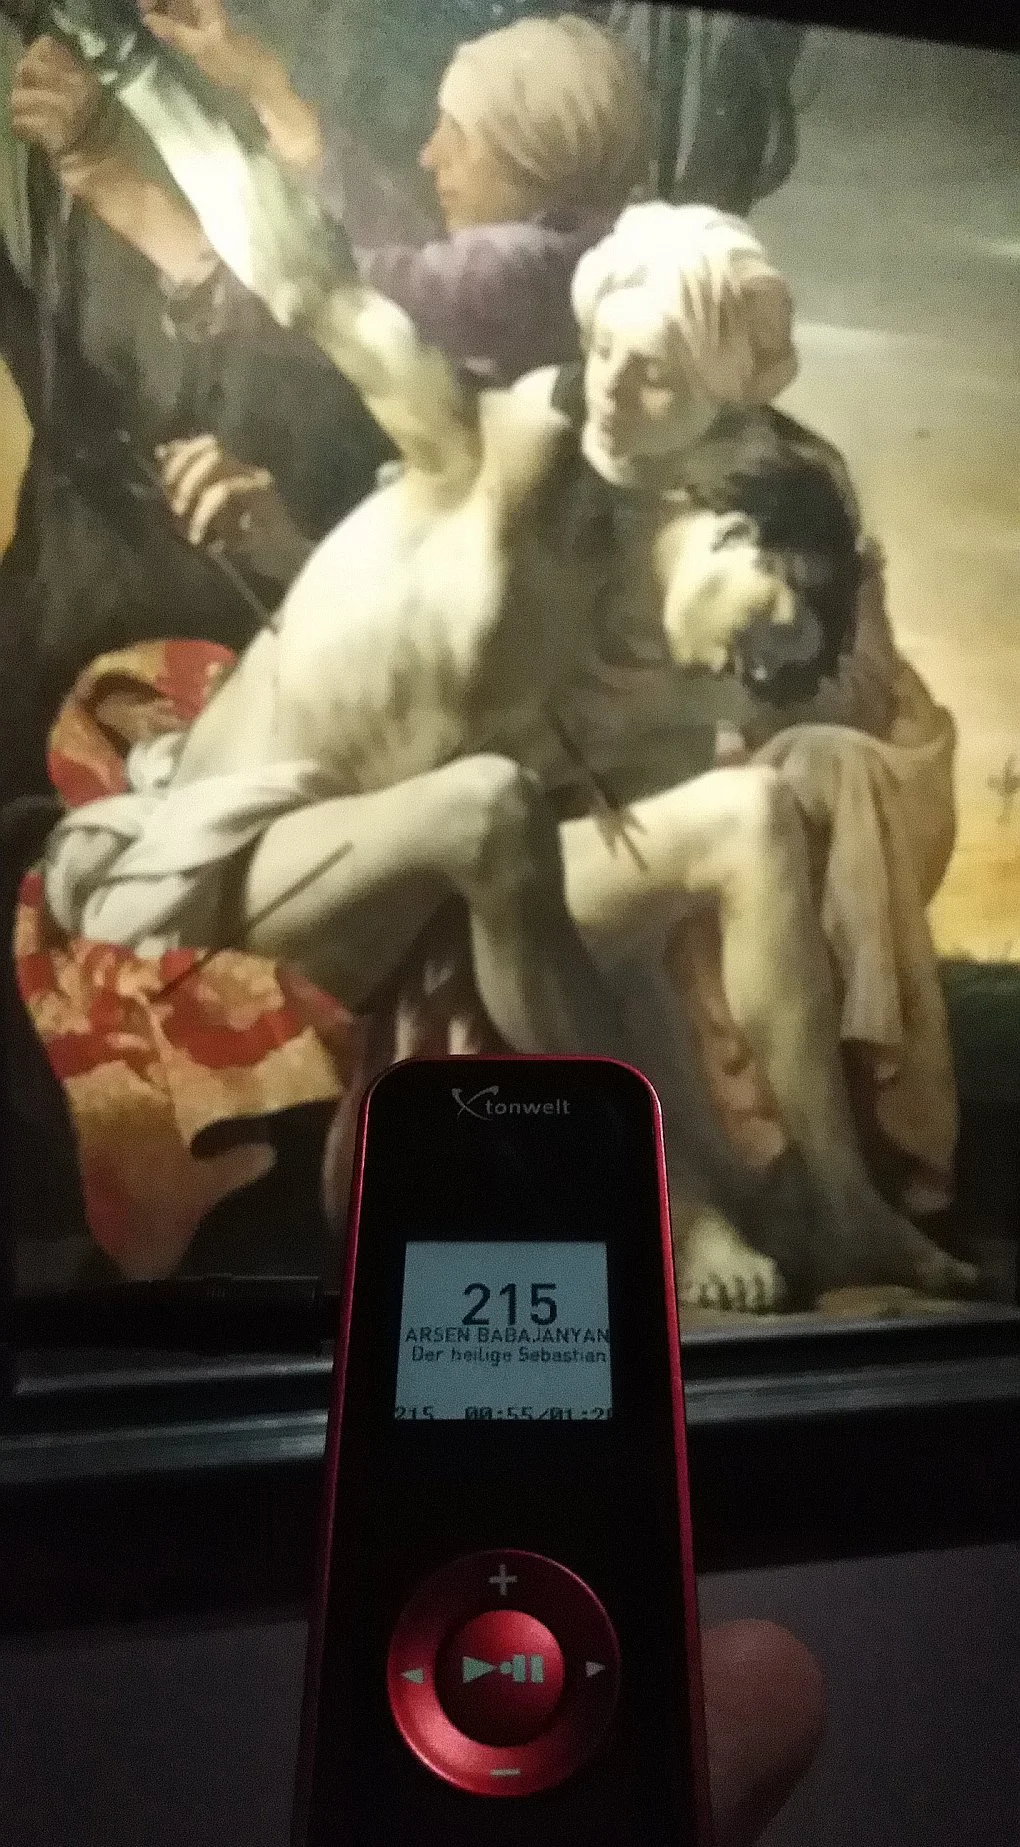 tonwelt
215
ARSEN BABAJANYAN
Der heilige Sebastian
215 00:55/01:2